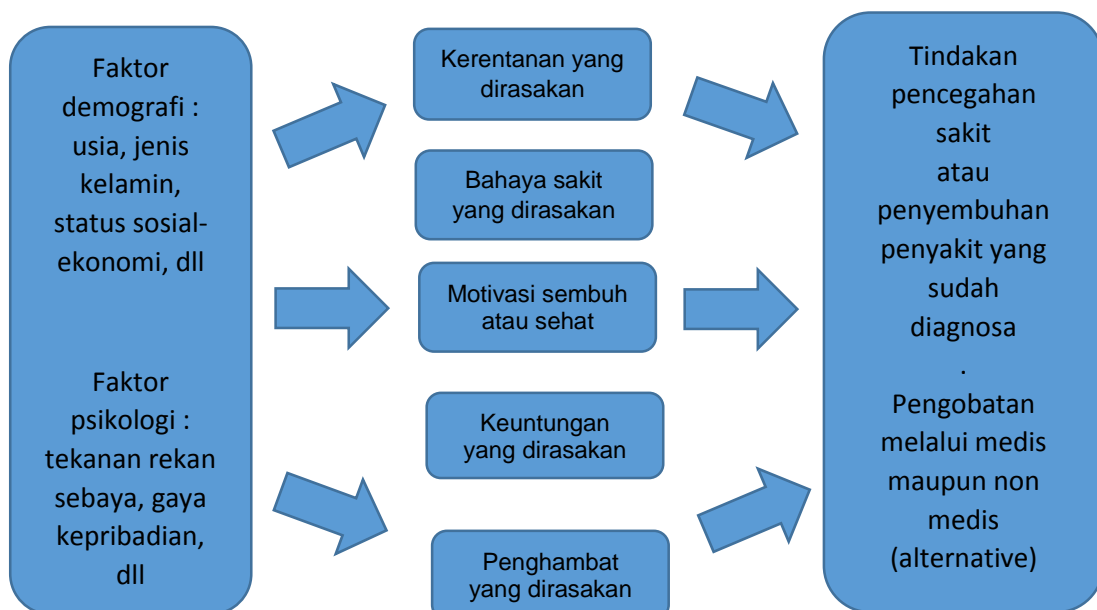 Faktor
demografi :
usia, jenis
kelamin,
status sosial-
ekonomi, dll
Faktor
psikologi :
tekanan rekan
sebaya, gaya
kepribadian,
dll
Kerentanan yang
dirasakan
Bahaya sakit
yang dirasakan
Motivasi sembuh
atau sehat
Keuntungan
yang dirasakan
Penghambat
yang dirasakan
Tindakan
pencegahan
sakit
atau
penyembuhan
penyakit yang
sudah
diagnosa
.
Pengobatan
melalui medis
maupun non
medis
(alternative)